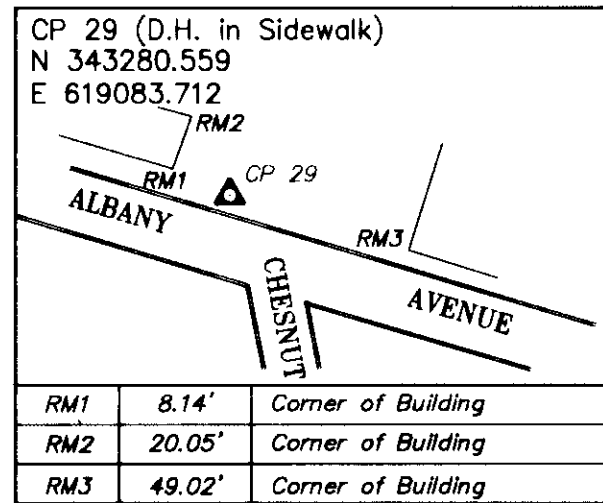 CP 29 (D.H. in Sidewalk)
N 343280.559
E 619083.712
RM2
RM1
CP 29
ALBANY
RM3
CHESNUT
AVENUE
RM1 8.14' Corner of Building
RM2 20.05' Corner of Building
RM3 49.02' Corner of Building